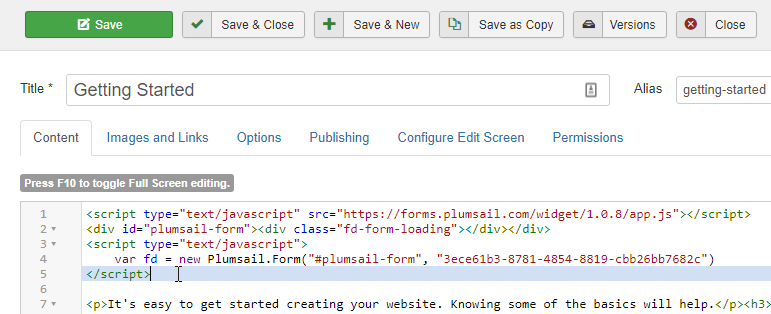 Save Save & Close Save & New Save as Copy Versions Close
Title * Getting Started Alias getting-started
Content Images and Links Options Publishing Configure Edit Screen Permissions
Press F10 to toggle Full Screen editing.
1 <script type="text/javascript" src="https://forms.plumsail.com/widget/1.0.8/app.js"></script>
2 <div id="plumsail-form"><div class="fd-form-loading"></div></div>
3 <script type="text/javascript">
4 var fd = new Plumsail.Form("#plumsail-form", "3ece61b3-8781-4854-8819-cbb26bb7682c")
5 </script>
6
7 <p>It's easy to get started creating your website. Knowing some of the basics will help.</p><h3>